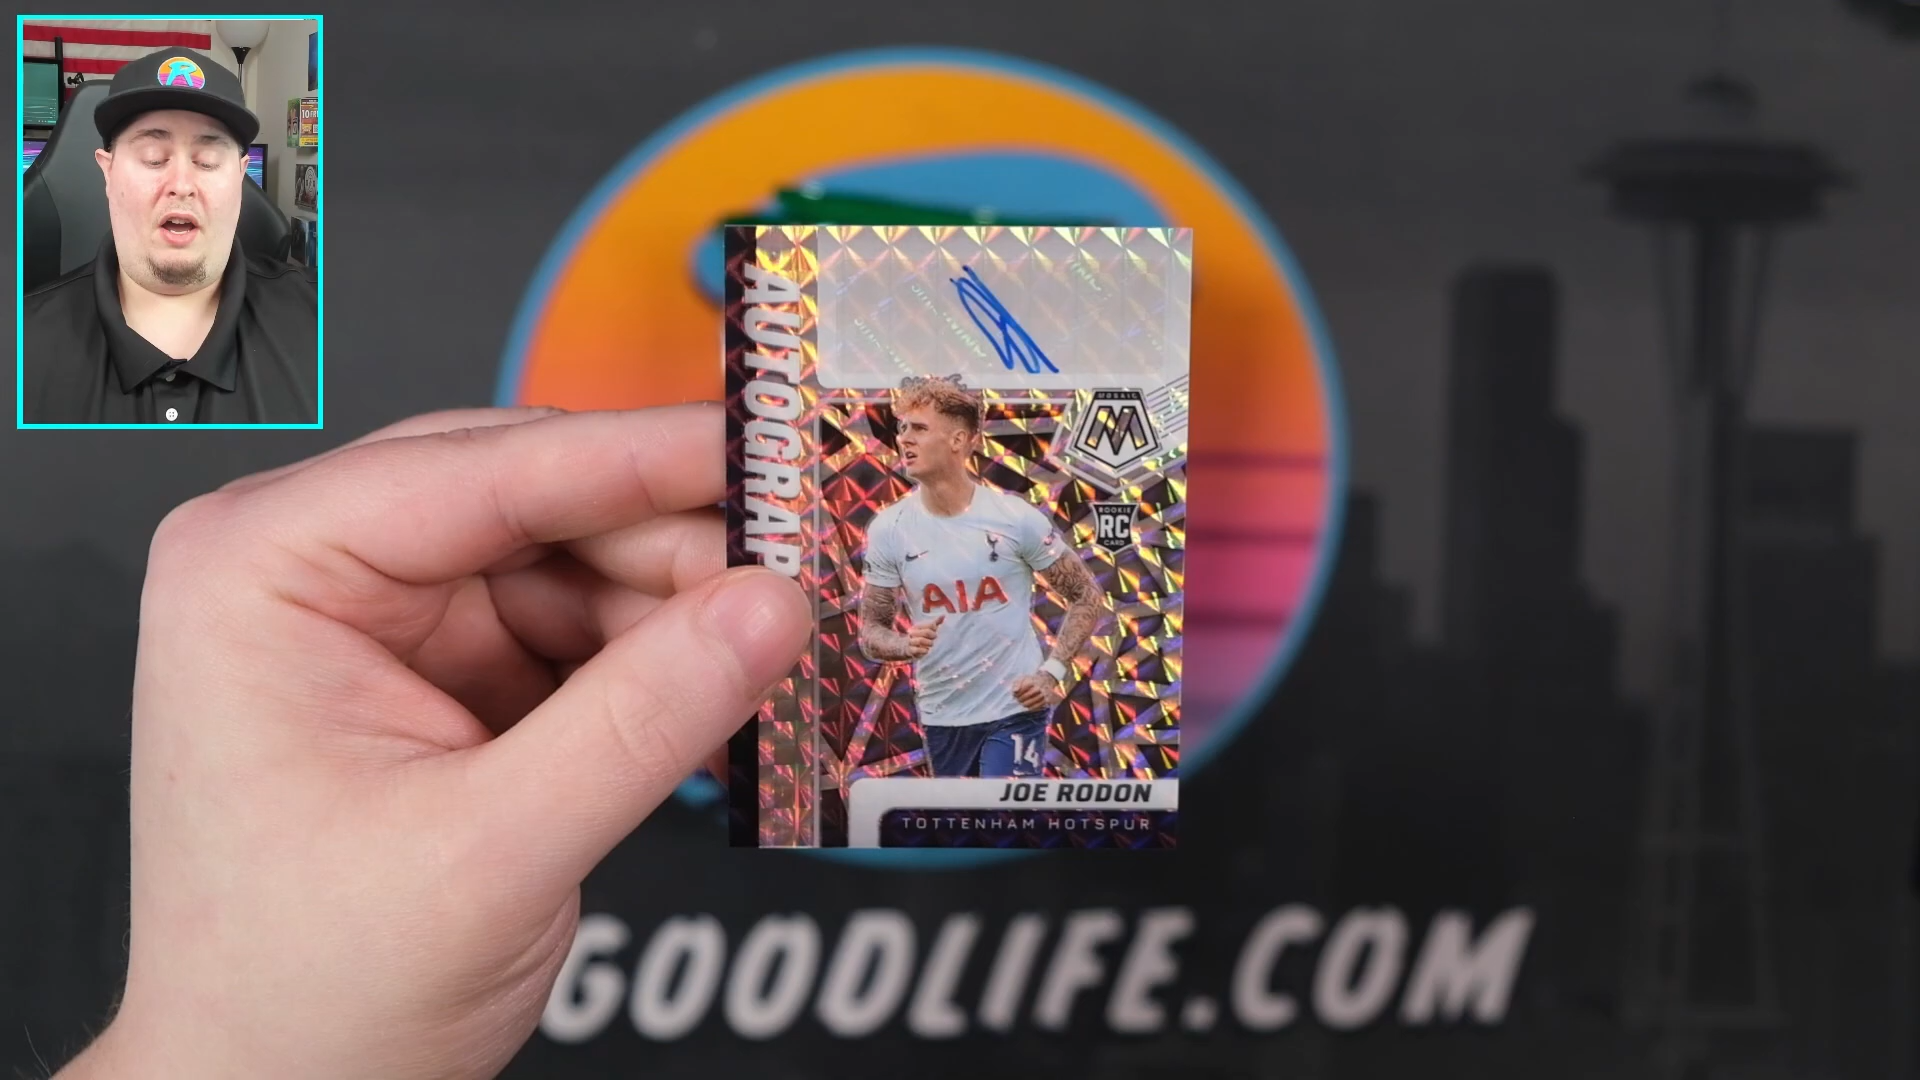 R
AUTOGRAP
MOSAIC
M
ROOKIE
RC
CARD
AIA
14
JOE RODON
TOTTENHAM HOTSPUR
GOODLIFE.COM